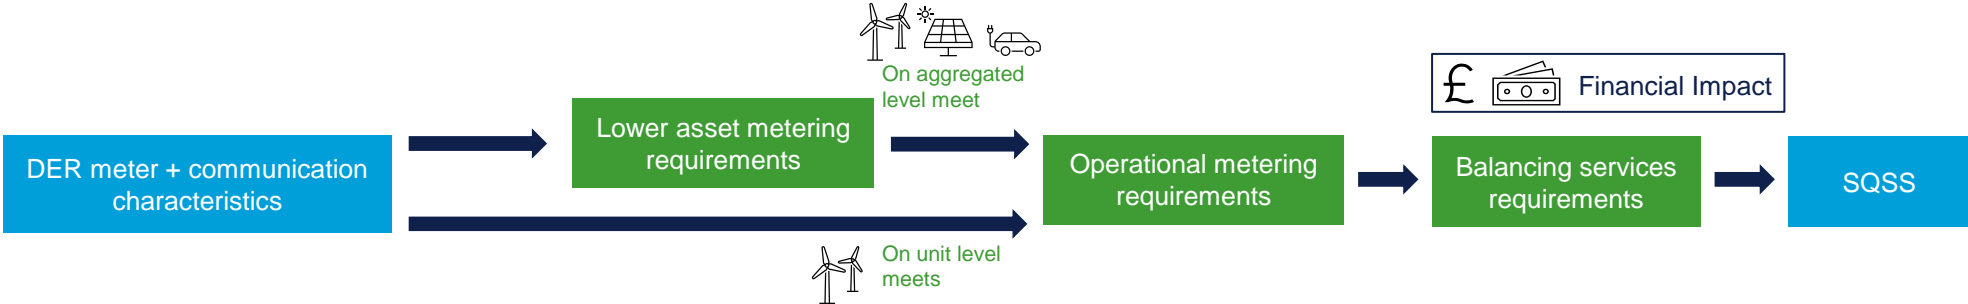 DER meter + communication
characteristics
Lower asset metering
requirements
On aggregated
level meet
On unit level
meets
Operational metering
requirements
£ Financial Impact
Balancing services
requirements
SQSS